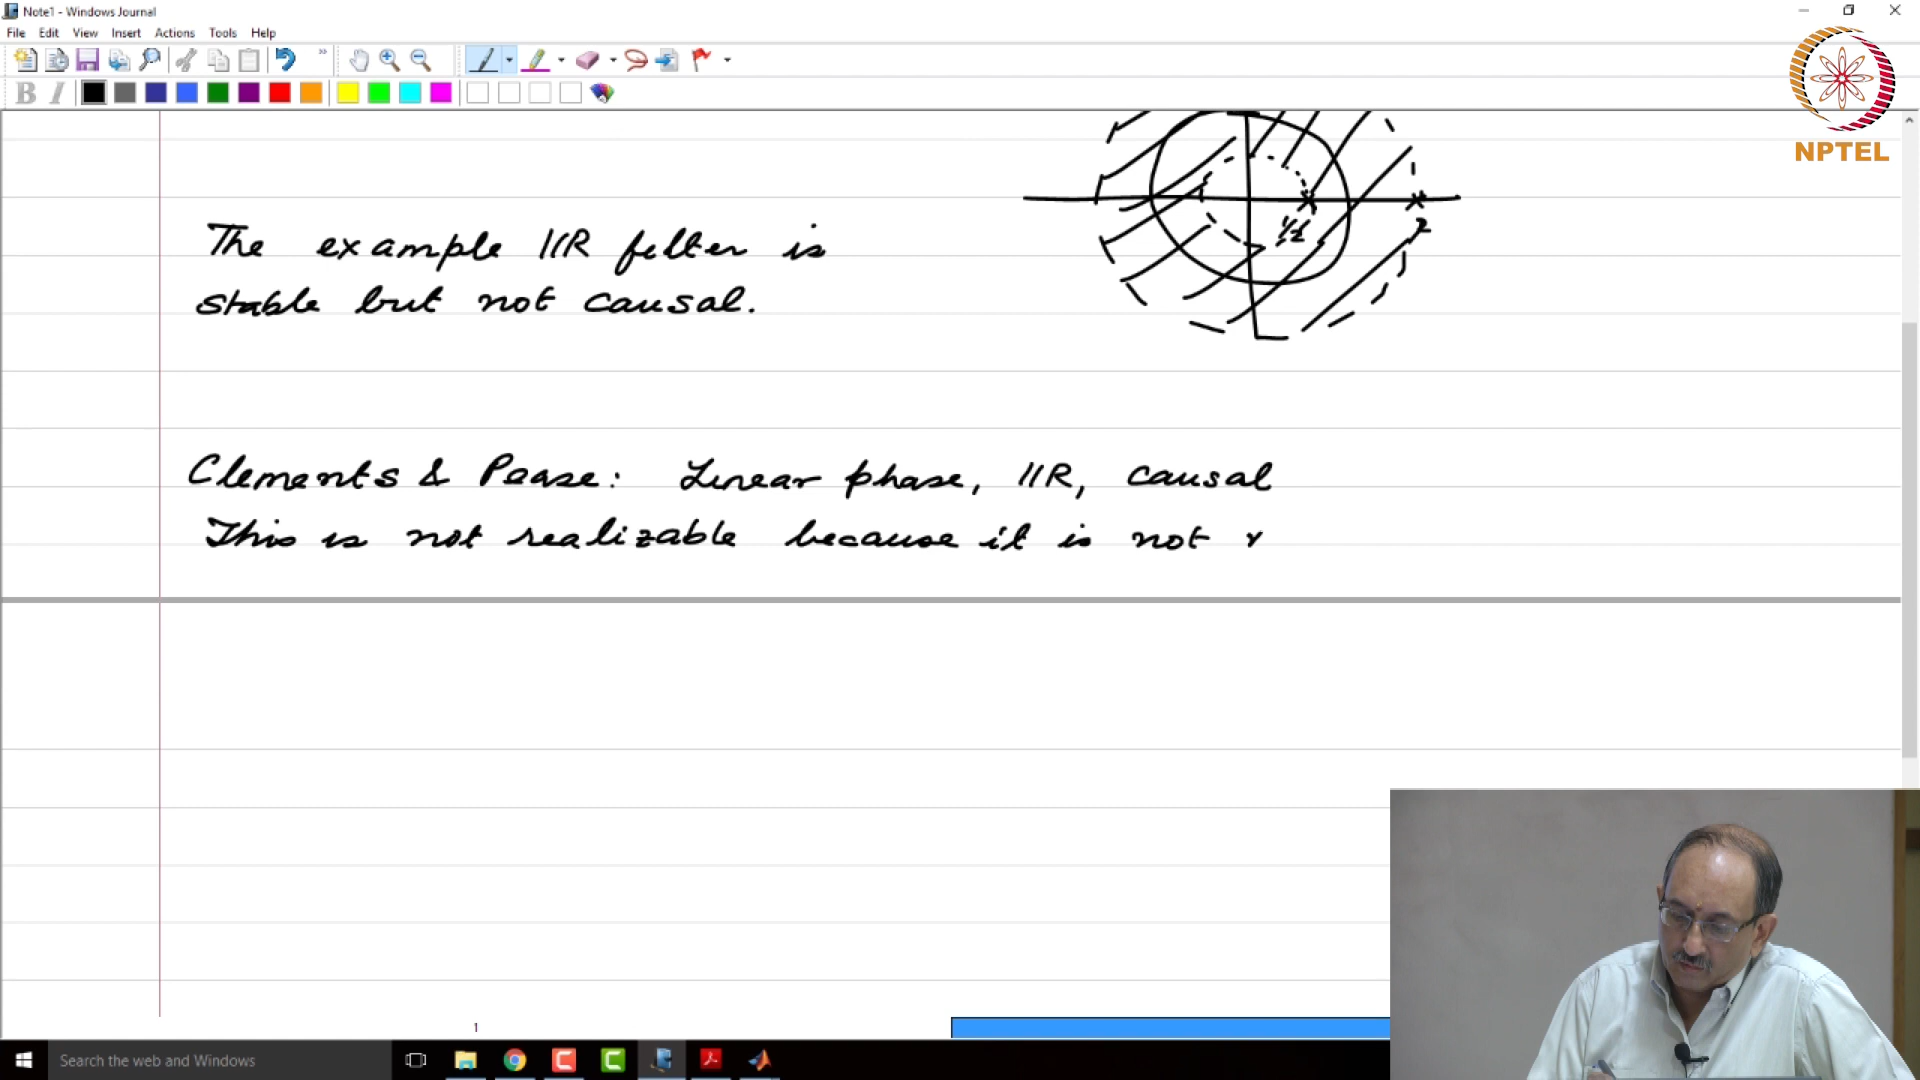 Note1 - Windows Journal
File Edit View Insert Actions Tools Help
B I
NPTEL
1/2
2
The example IIR filter is
stable but not causal.
Clements & Pease: Linear phase, IIR, causal
This is not realizable because it is not r
1
Search the web and Windows